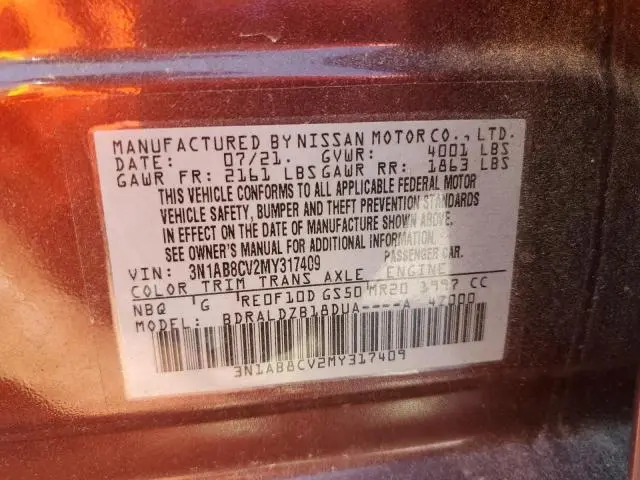 MANUFACTURED BY NISSAN MOTOR CO., LTD.
DATE: 07/21. GVWR: 4001 LBS
GAWR FR: 2161 LBS GAWR RR: 1863 LBS
THIS VEHICLE CONFORMS TO ALL APPLICABLE FEDERAL MOTOR
VEHICLE SAFETY, BUMPER AND THEFT PREVENTION STANDARDS
IN EFFECT ON THE DATE OF MANUFACTURE SHOWN ABOVE.
SEE OWNER'S MANUAL FOR ADDITIONAL INFORMATION
VIN: 3N1AB8CV2MY317409 PASSENGER CAR.
COLOR TRIM TRANS AXLE ENGINE
NBQ G RE0F10D GS50 MR20 1997 CC
MODEL: BDRALDZB18DUA----A 47000
3N1AB8CV2MY317409